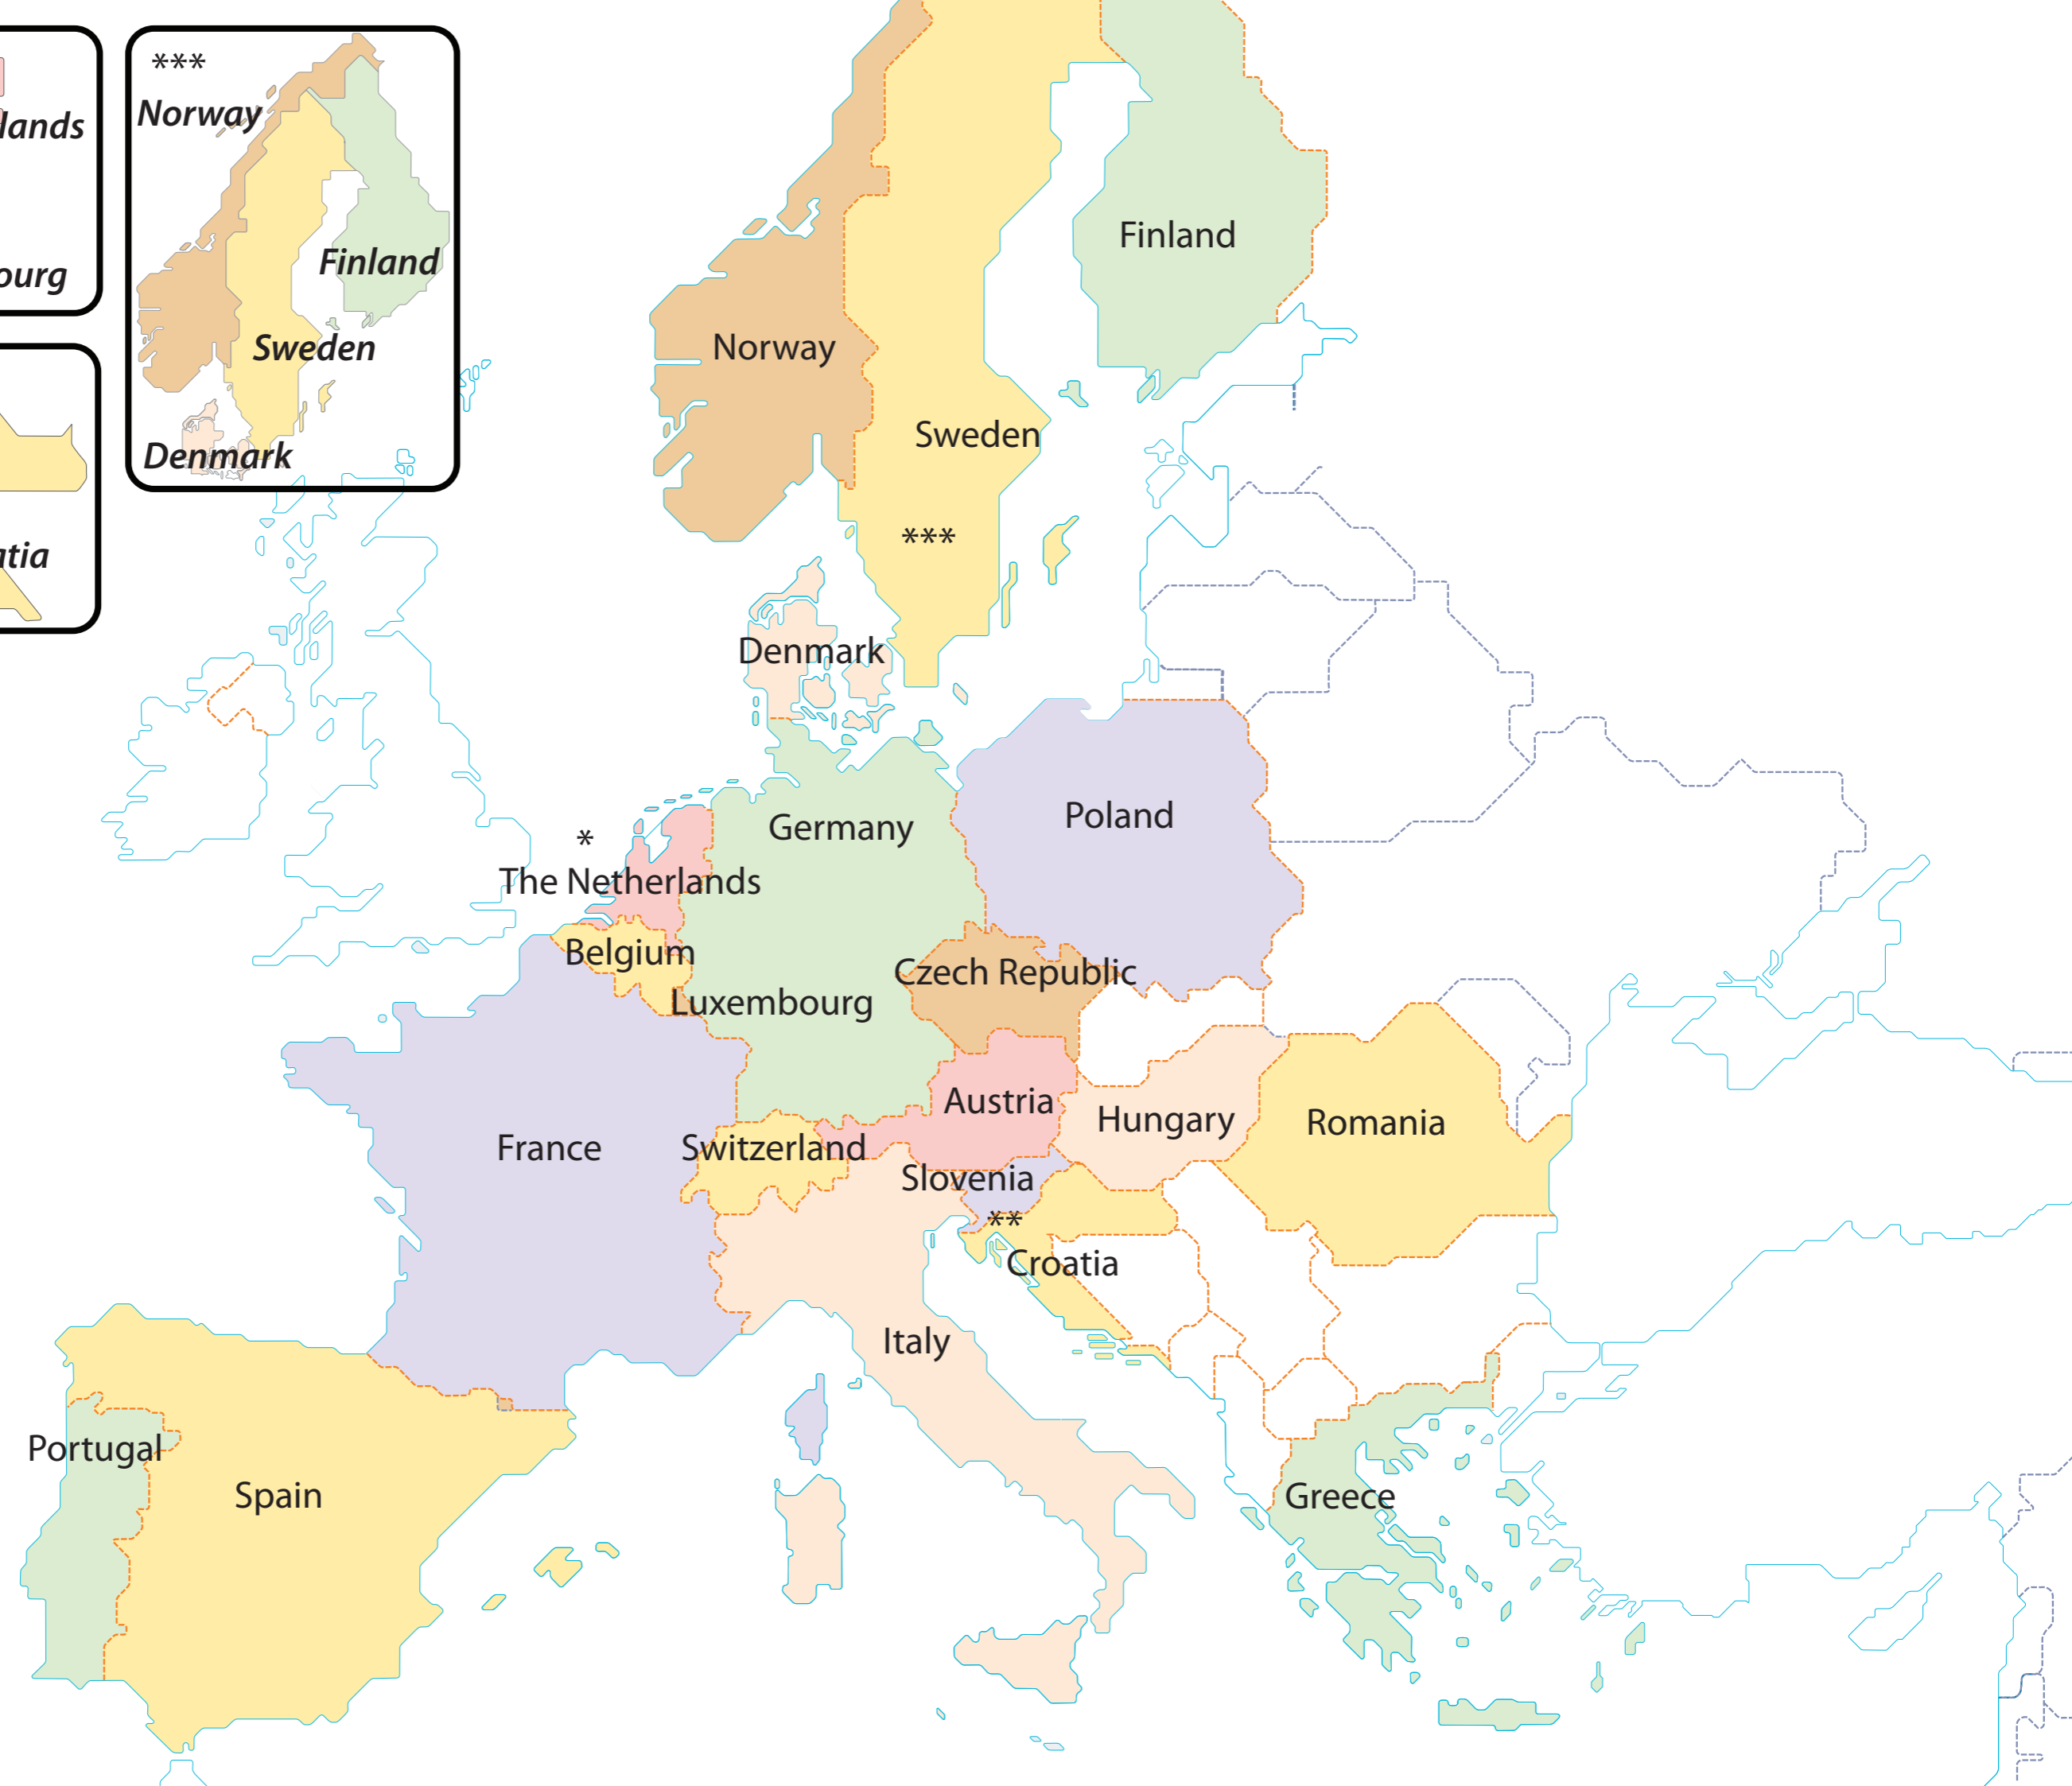 lands
ourg
atia
***
Norway
Finland
Sweden
Denmark
Finland
Norway
Sweden
***
Denmark
Germany
Poland
*
The Netherlands
Belgium
Czech Republic
Luxembourg
Austria
Hungary
Romania
France
Switzerland
Slovenia
**
Croatia
Italy
Portugal
Spain
Greece